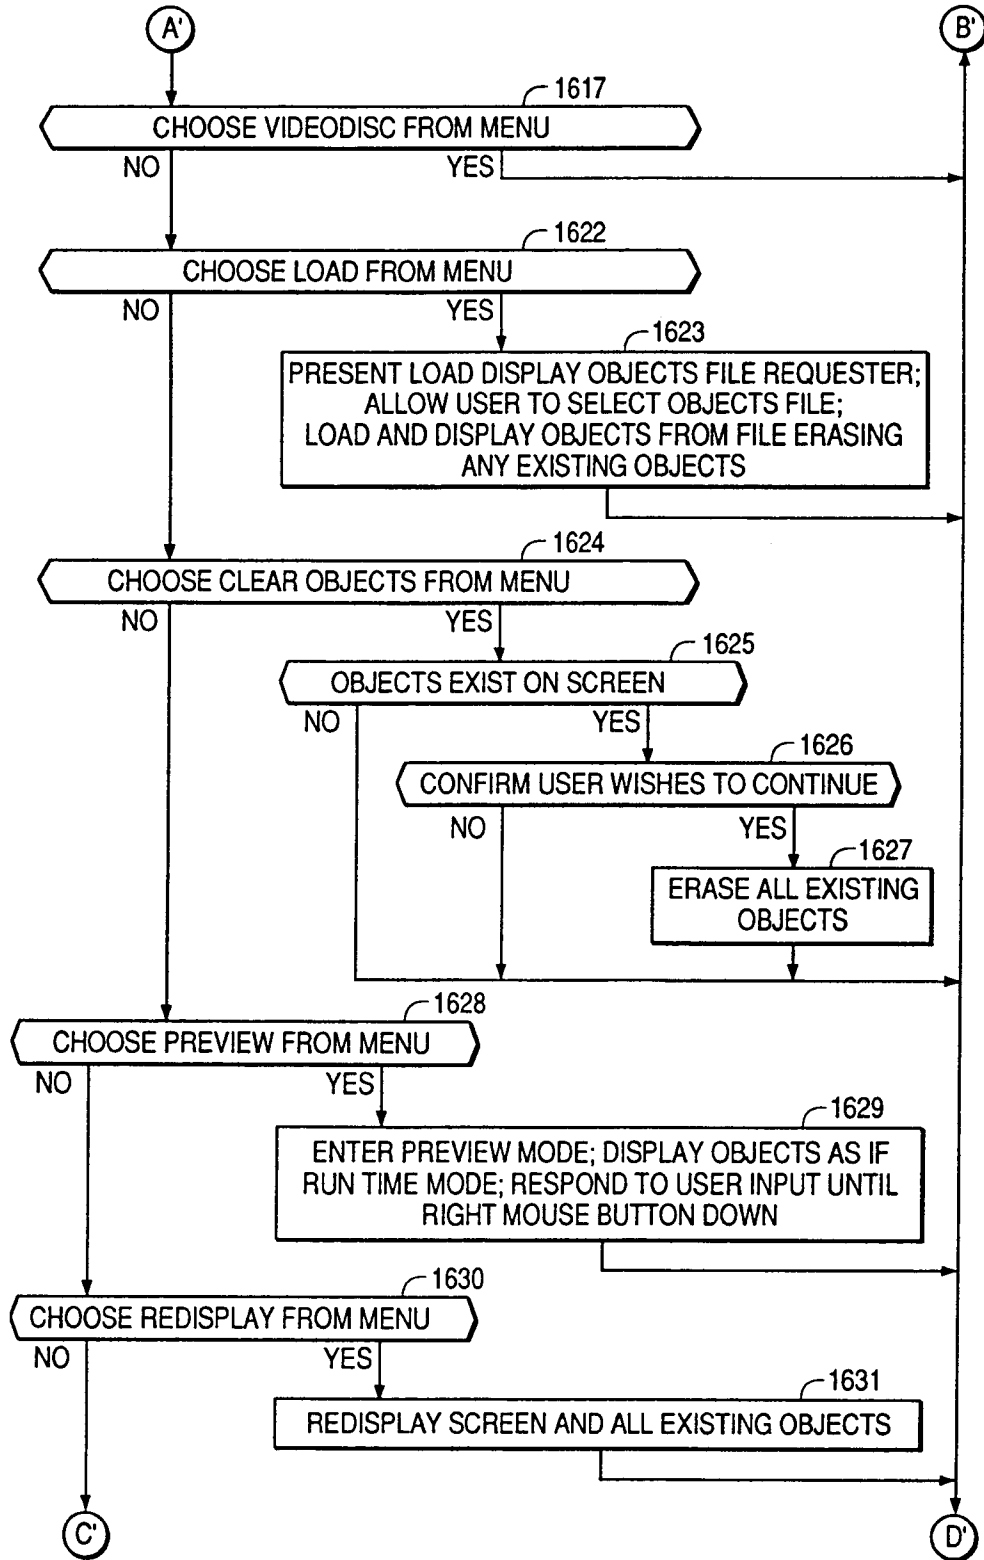 A' B'
1617
CHOOSE VIDEODISC FROM MENU
NO YES
1622
CHOOSE LOAD FROM MENU
NO YES
1623
PRESENT LOAD DISPLAY OBJECTS FILE REQUESTER;
ALLOW USER TO SELECT OBJECTS FILE;
LOAD AND DISPLAY OBJECTS FROM FILE ERASING
ANY EXISTING OBJECTS
1624
CHOOSE CLEAR OBJECTS FROM MENU
NO YES
1625
OBJECTS EXIST ON SCREEN
NO YES
1626
CONFIRM USER WISHES TO CONTINUE
NO YES
1627
ERASE ALL EXISTING
OBJECTS
1628
CHOOSE PREVIEW FROM MENU
NO YES
1629
ENTER PREVIEW MODE; DISPLAY OBJECTS AS IF
RUN TIME MODE; RESPOND TO USER INPUT UNTIL
RIGHT MOUSE BUTTON DOWN
1630
CHOOSE REDISPLAY FROM MENU
NO YES
1631
REDISPLAY SCREEN AND ALL EXISTING OBJECTS
C' D'